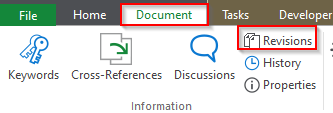 File Home Document Tasks Developer
Revisions
Keywords Cross-References Discussions History
Properties
Information